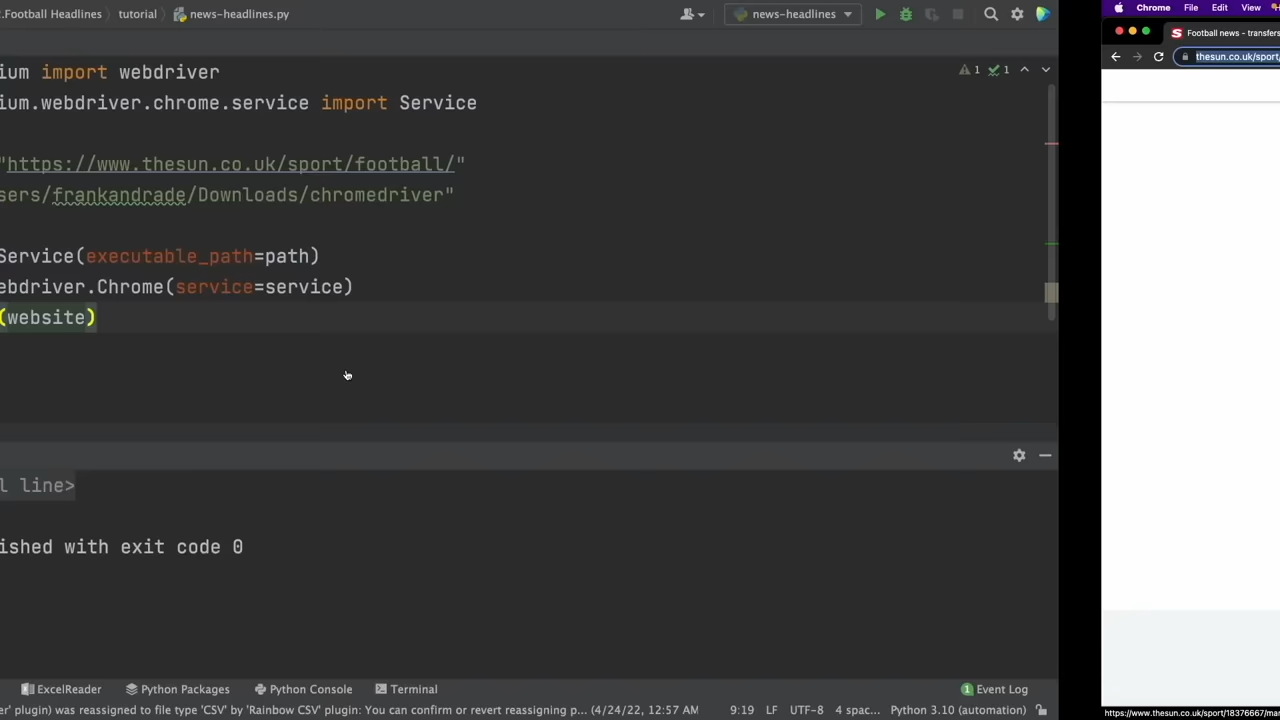 .Football Headlines
tutorial
news-headlines.py
news-headlines
Chrome File Edit View
Football news - transfers
thesun.co.uk/sport/
ium import webdriver
1 1
ium.webdriver.chrome.service import Service
"https://www.thesun.co.uk/sport/football/"
sers/frankandrade/Downloads/chromedriver"
Service(executable_path=path)
ebdriver.Chrome(service=service)
(website)
l line>
ished with exit code 0
ExcelReader Python Packages Python Console Terminal
1 Event Log
r' plugin) was reassigned to file type 'CSV' by 'Rainbow CSV' plugin: You can confirm or revert reassigning p... (4/24/22, 12:57 AM
9:19 LF UTF-8 4 spac... Python 3.10 (automation)
https://www.thesun.co.uk/sport/18376667/ma